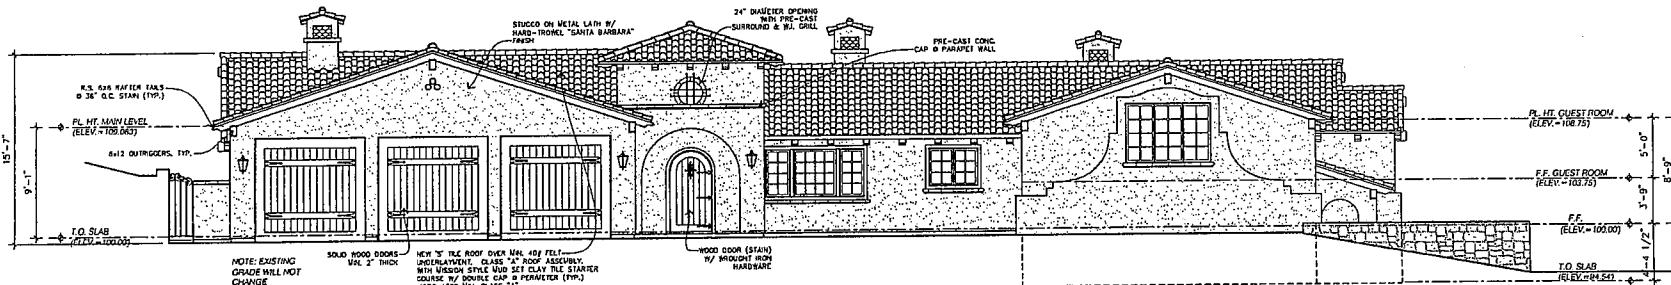 STUCCO ON METAL LATH W/
HARD-TROWEL "SANTA BARBARA"
FINISH
24" DIAMETER OPENING
WITH PRE-CAST
SURROUND & W.I. GRILL
PRE-CAST CONC.
CAP @ PARAPET WALL
R.S. 6x6 RAFTER TAILS
@ 36" O.C. STAIN (TYP.)
PL. HT. MAIN LEVEL
(ELEV. = 109.083)
6x12 OUTRIGGERS, TYP.
15'-7"
9'-1"
T.O. SLAB
(ELEV. = 100.00)
NOTE: EXISTING
GRADE WILL NOT
CHANGE
SOLID WOOD DOORS
MIN. 2" THICK
NEW 'S' TILE ROOF OVER MIN. 40# FELT
UNDERLAYMENT. CLASS "A" ROOF ASSEMBLY.
WITH MISSION STYLE MUD SET CLAY TILE STARTER
COURSE W/ DOUBLE CAP @ PERIMETER (TYP.)
WOOD DOOR (STAIN)
W/ WROUGHT IRON
HARDWARE
PL. HT. GUEST ROOM
(ELEV. = 108.75)
5'-0"
8'-9"
F.F. GUEST ROOM
(ELEV. = 103.75)
3'-9"
F.F.
(ELEV. = 100.00)
4'-4 1/2"
T.O. SLAB
(ELEV. = 94.54)